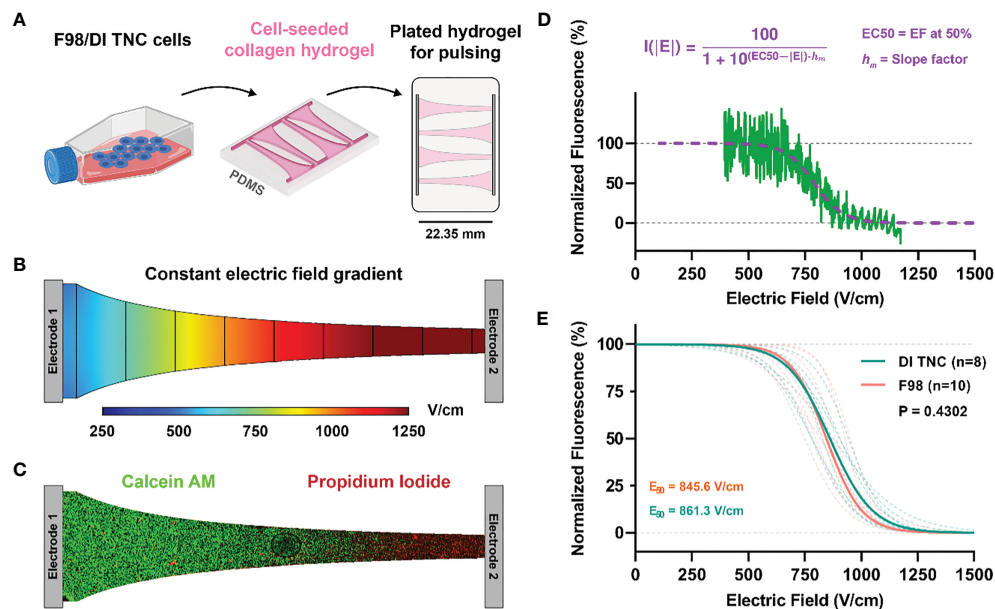 A
F98/DI TNC cells
Cell-seeded
collagen hydrogel
Plated hydrogel
for pulsing
PDMS
22.35 mm
B
Constant electric field gradient
Electrode 1
Electrode 2
V/cm
250 500 750 1000 1250
C
Calcein AM
Propidium Iodide
Electrode 1
Electrode 2
D
I(|E|) = 100 / 1 + 10^(EC50−|E|)·hm
EC50 = EF at 50%
hm = Slope factor
Normalized Fluorescence (%)
150
100
50
0
0 250 500 750 1000 1250 1500
Electric Field (V/cm)
E
Normalized Fluorescence (%)
100
75
50
25
0
DI TNC (n=8)
F98 (n=10)
P = 0.4302
E50 = 845.6 V/cm
E50 = 861.3 V/cm
0 250 500 750 1000 1250 1500
Electric Field (V/cm)